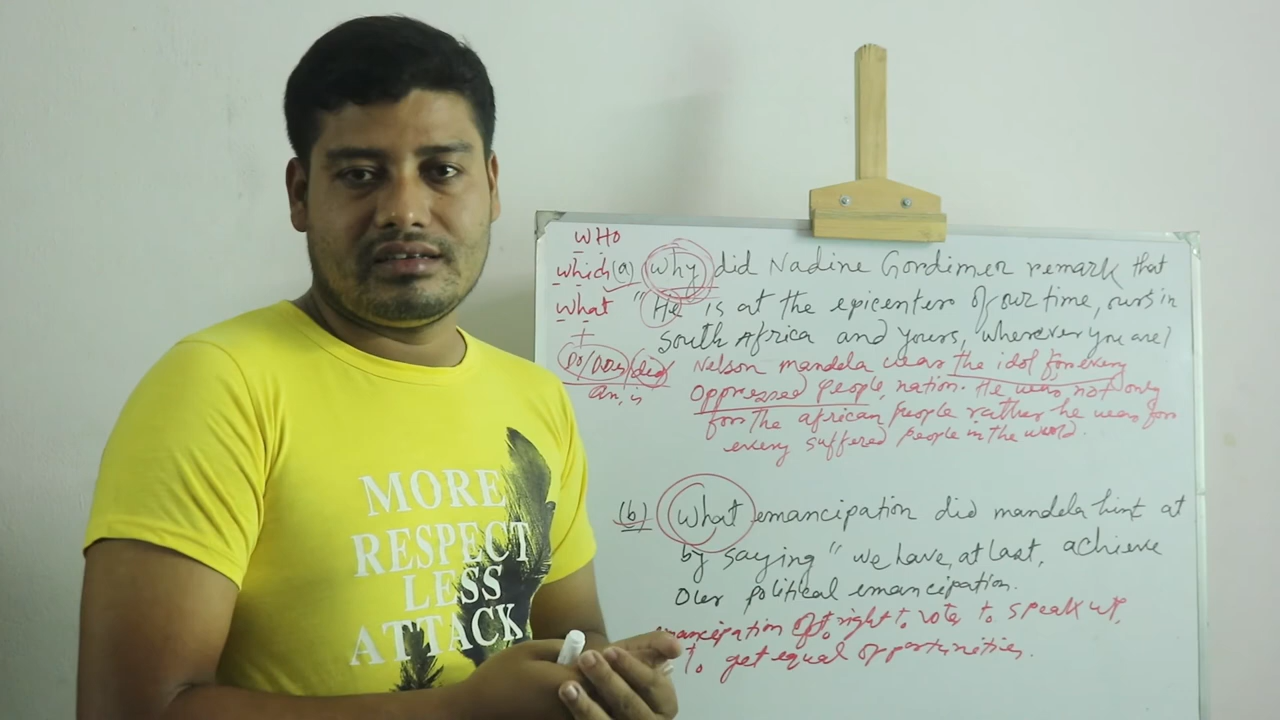 MORE
RESPECT
LESS
ATTACK
WHO
which (a) why did Nadine Gordimer remark that
what "He is at the epicenter of our time, ours in
+ South Africa and yours, wherever you are?
Do/Does/did Nelson mandela was the idol for every
an, is oppressed people, nation. He was not only
for the african people rather he was for
every suffered people in the world.
(b) What emancipation did mandela hint at
by saying "we have, at last, achieve
our political emancipation.
emancipation of to right to vote, to speak up,
to get equal opportunities.